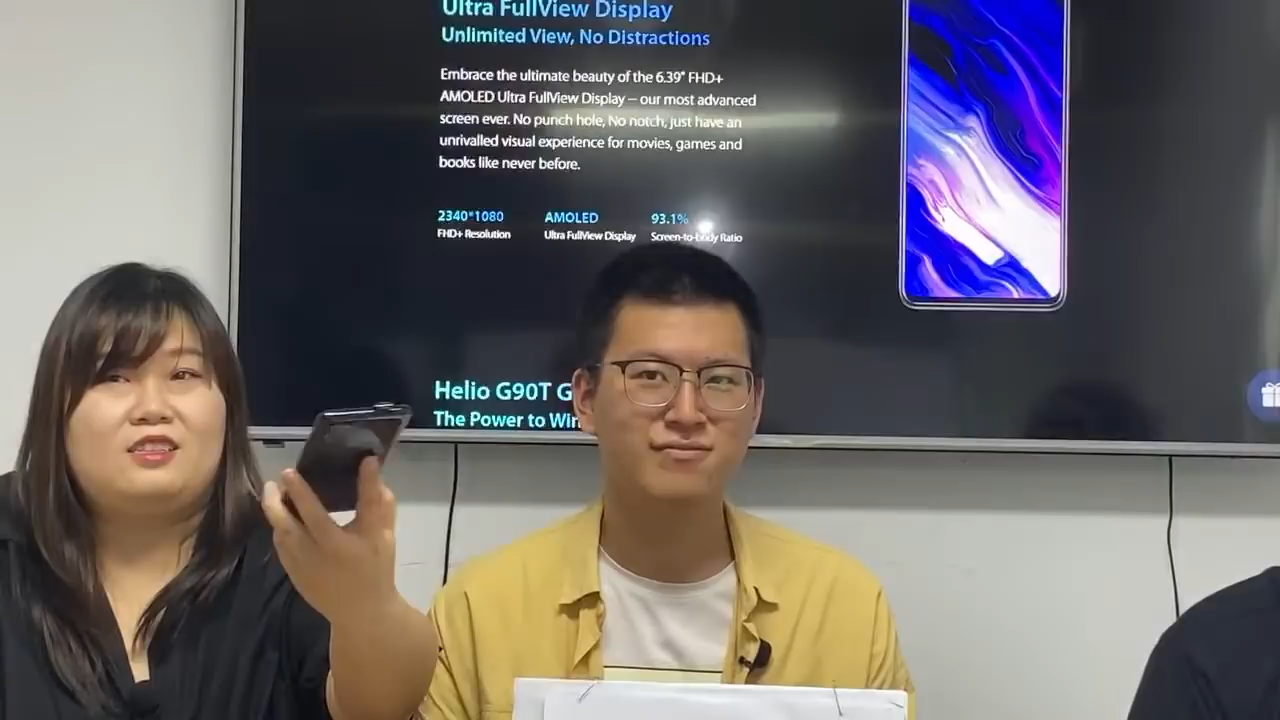 Ultra FullView Display
Unlimited View, No Distractions
Embrace the ultimate beauty of the 6.39" FHD+
AMOLED Ultra FullView Display – our most advanced
screen ever. No punch hole, No notch, just have an
unrivalled visual experience for movies, games and
books like never before.
2340*1080
FHD+ Resolution
AMOLED
Ultra FullView Display
93.1%
Screen-to-body Ratio
Helio G90T G
The Power to Win